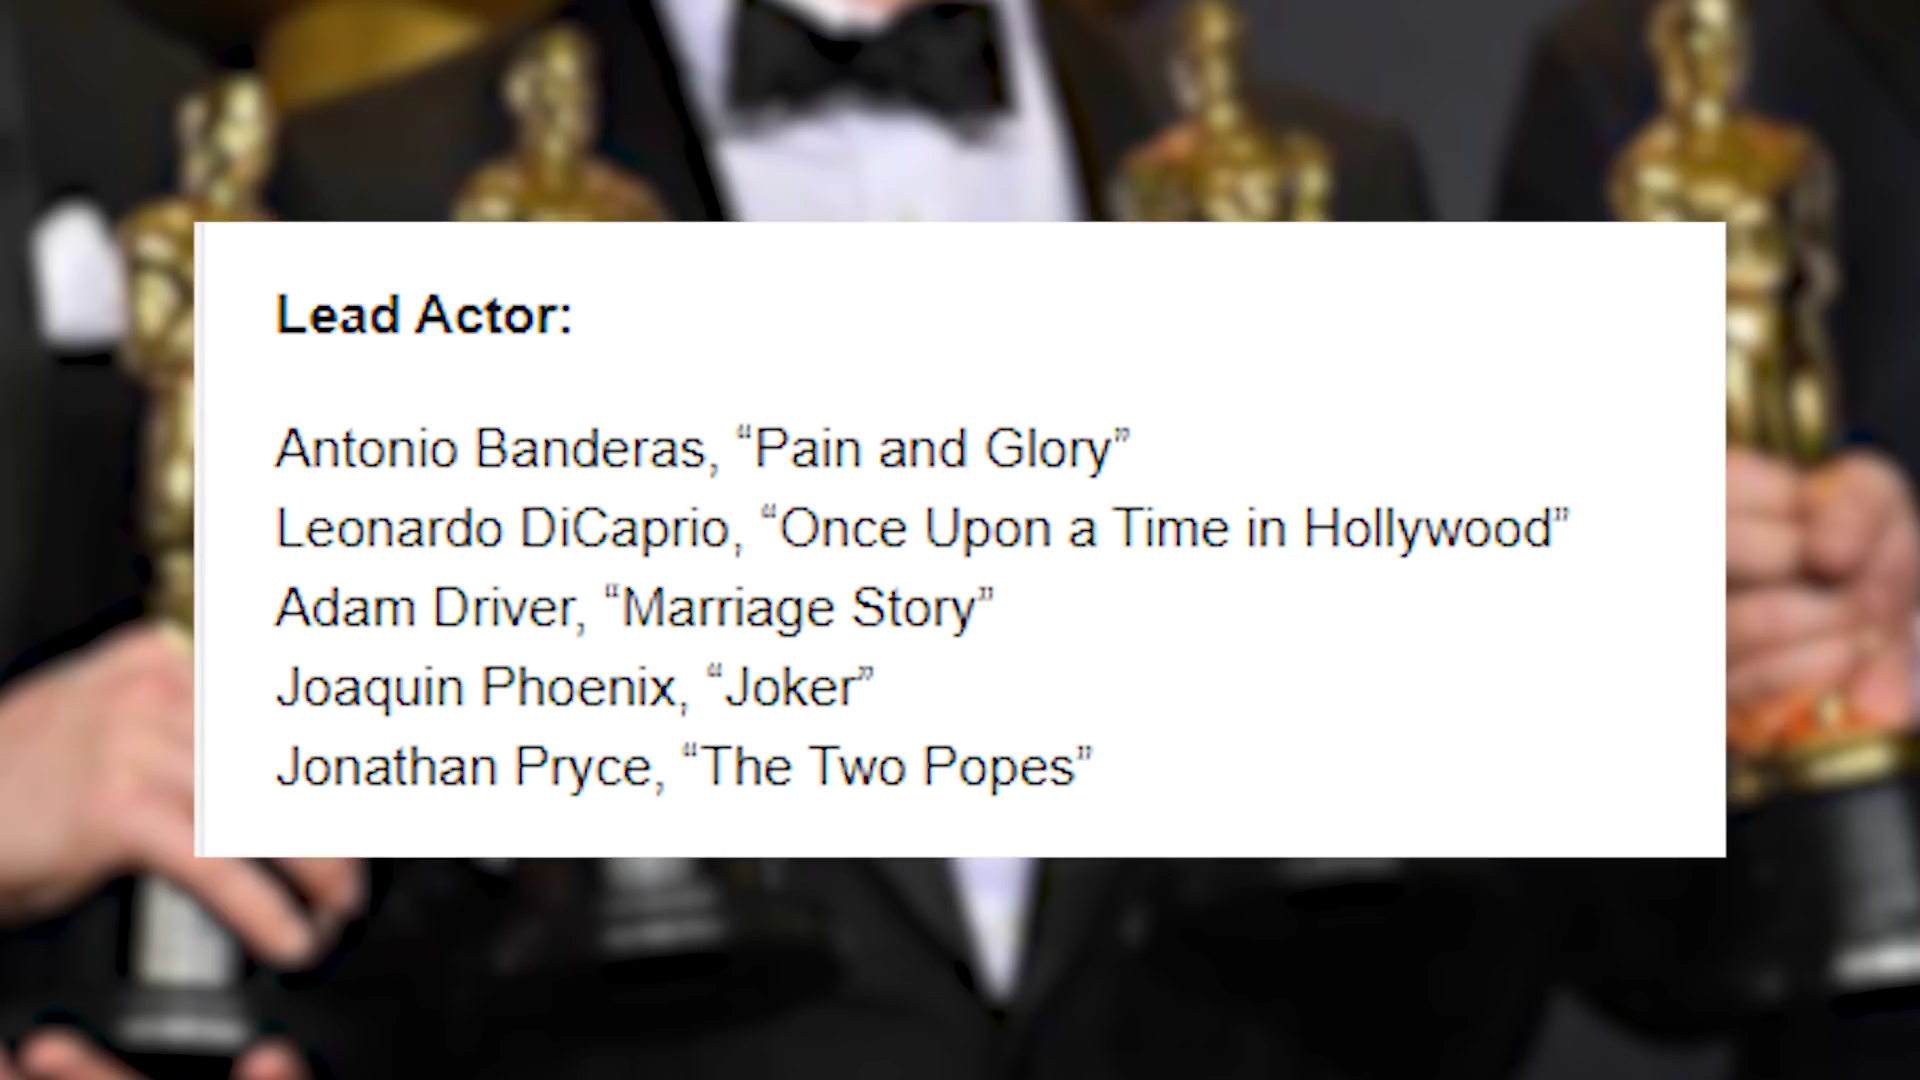 Lead Actor:
Antonio Banderas, “Pain and Glory”
Leonardo DiCaprio, “Once Upon a Time in Hollywood”
Adam Driver, “Marriage Story”
Joaquin Phoenix, “Joker”
Jonathan Pryce, “The Two Popes”